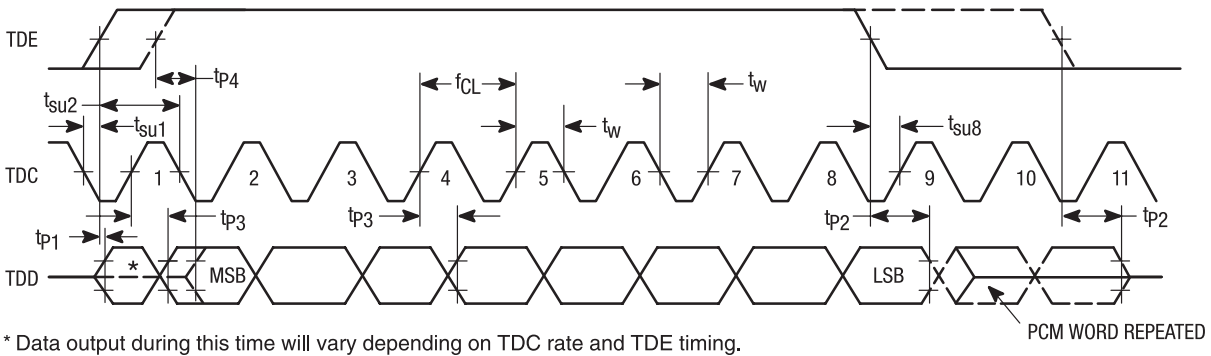 TDE
tP4
fCL
tw
tsu2
tsu1
tw
tsu8
TDC
1 2 3 4 5 6 7 8 9 10 11
tP3
tP3
tP2
tP2
tP1
TDD
*
MSB
LSB
PCM WORD REPEATED
* Data output during this time will vary depending on TDC rate and TDE timing.